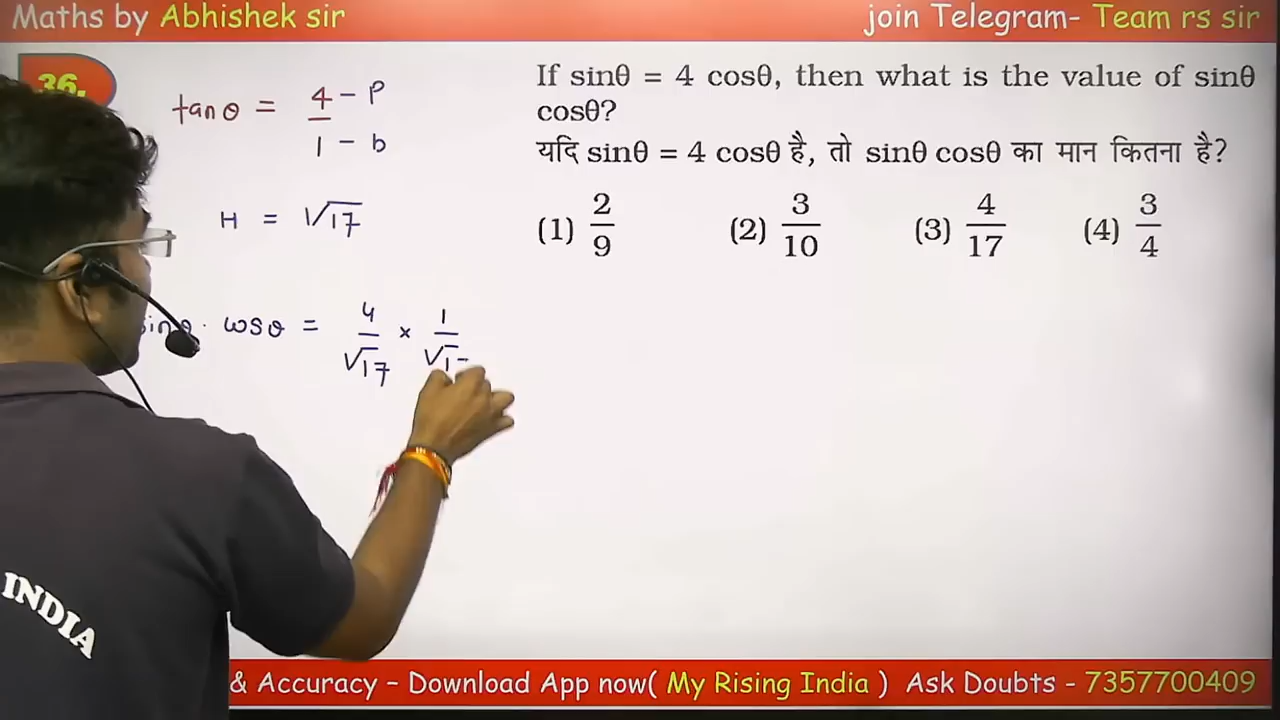 Maths by Abhishek sir
join Telegram- Team rs sir
36.
If sinθ = 4 cosθ, then what is the value of sinθ
cosθ?
यदि sinθ = 4 cosθ है, तो sinθ cosθ का मान कितना है?
(1) 2/9 (2) 3/10 (3) 4/17 (4) 3/4
tanθ = 4/1 - P - b
H = √17
cosθ = 4/√17 × 1/
INDIA
& Accuracy – Download App now( My Rising India ) Ask Doubts - 7357700409